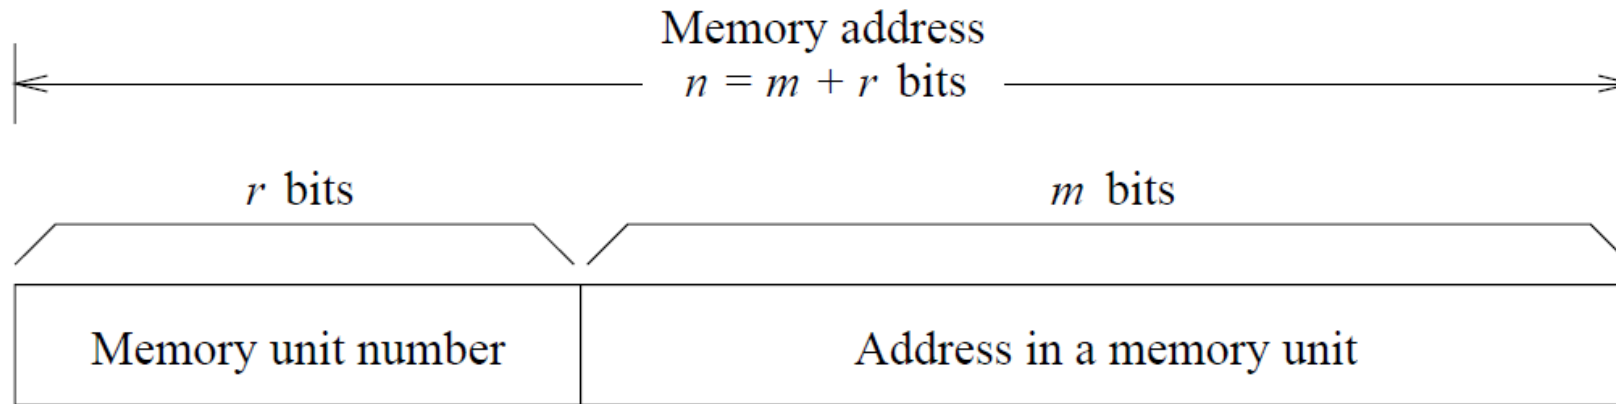 Memory address
n = m + r bits
r bits
m bits
Memory unit number
Address in a memory unit